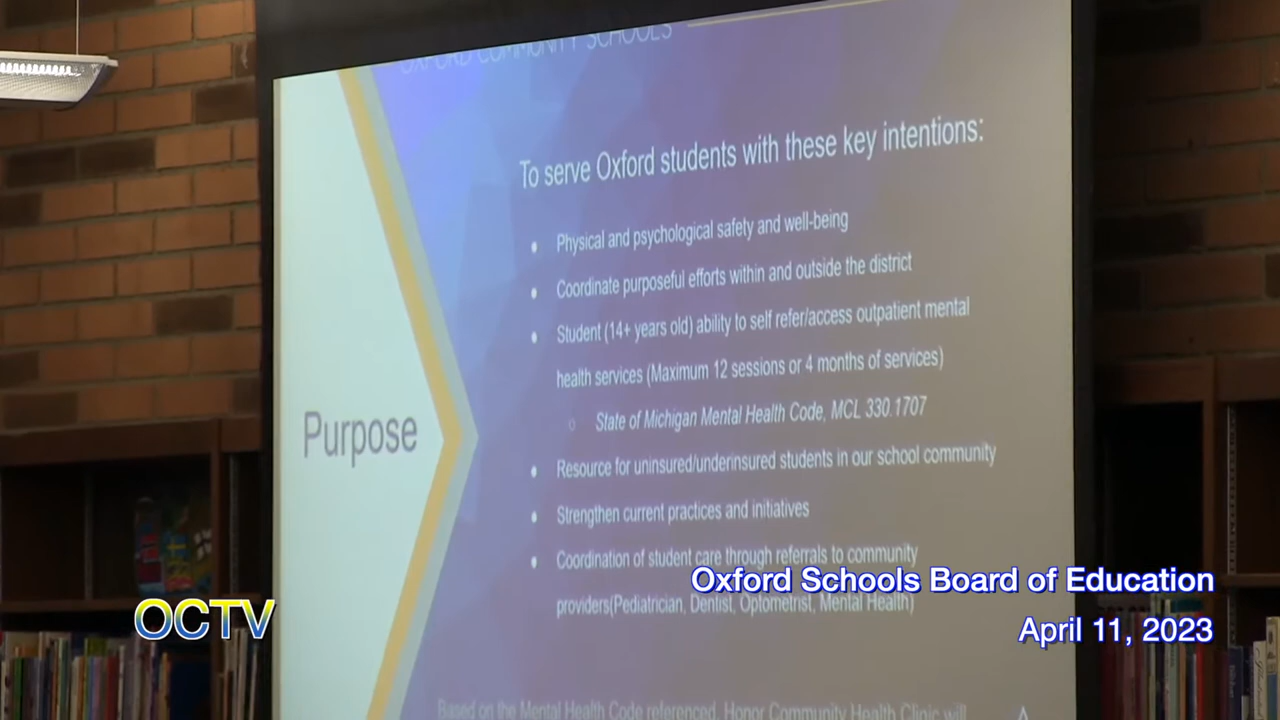 OXFORD COMMUNITY SCHOOLS
To serve Oxford students with these key intentions:
Physical and psychological safety and well-being
Coordinate purposeful efforts within and outside the district
Student (14+ years old) ability to self refer/access outpatient mental
health services (Maximum 12 sessions or 4 months of services)
State of Michigan Mental Health Code, MCL 330.1707
Purpose
Resource for uninsured/underinsured students in our school community
Strengthen current practices and initiatives
Coordination of student care through referrals to community
providers(Pediatrician, Dentist, Optometrist, Mental Health)
Oxford Schools Board of Education
April 11, 2023
OCTV
Based on the Mental Health Code referenced, Honor Community Health Clinic will